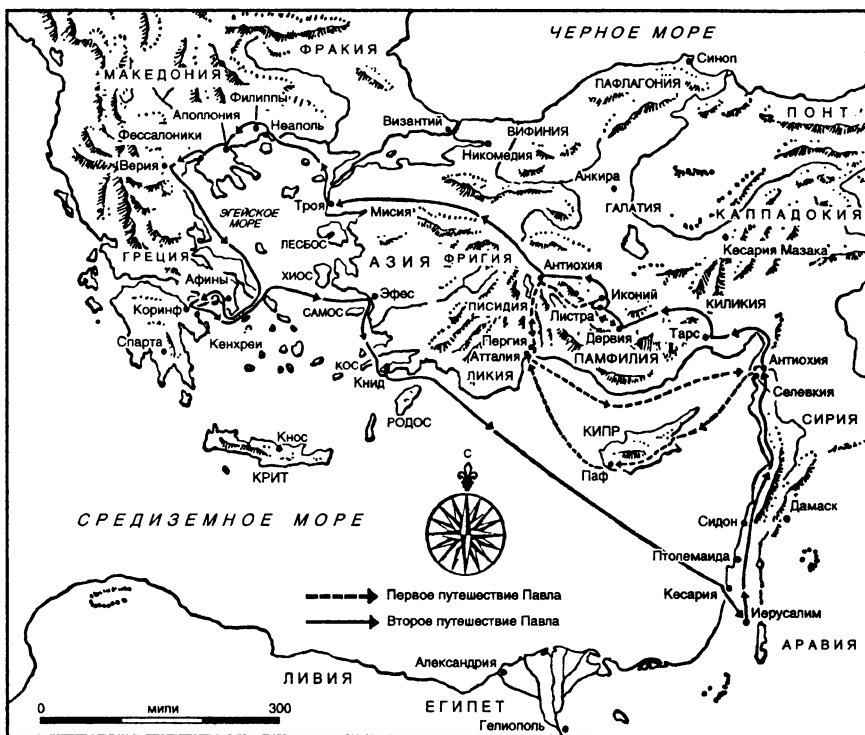 ЧЕРНОЕ МОРЕ
Синоп
ФРАКИЯ
МАКЕДОНИЯ
ПАФЛАГОНИЯ
Филиппы
ПОНТ
Аполлония
Неаполь
Византий
ВИФИНИЯ
Фессалоники
Никомедия
Верия
Анкира
Троя
Мисия
ГАЛАТИЯ
КАППАДОКИЯ
ЭГЕЙСКОЕ
МОРЕ
ЛЕСБОС
Кесария Мазака
ГРЕЦИЯ
АЗИЯ
ФРИГИЯ
Антиохия
ХИОС
Афины
Эфес
Иконий
КИЛИКИЯ
Коринф
САМОС
ПИСИДИЯ
Листра
Дервия
Тарс
Спарта
Кенхреи
Пергия
Атталия
ПАМФИЛИЯ
Антиохия
КОС
Книд
ЛИКИЯ
Селевкия
РОДОС
СИРИЯ
КИПР
Кнос
КРИТ
Паф
С
СРЕДИЗЕМНОЕ МОРЕ
Сидон
Дамаск
Птолемаида
Первое путешествие Павла
Кесария
Иерусалим
Второе путешествие Павла
АРАВИЯ
Александрия
ЛИВИЯ
0 МИЛИ 300
ЕГИПЕТ
Гелиополь